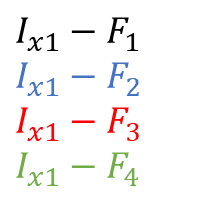 I_{x1} − F_1
I_{x1} − F_2
I_{x1} − F_3
I_{x1} − F_4